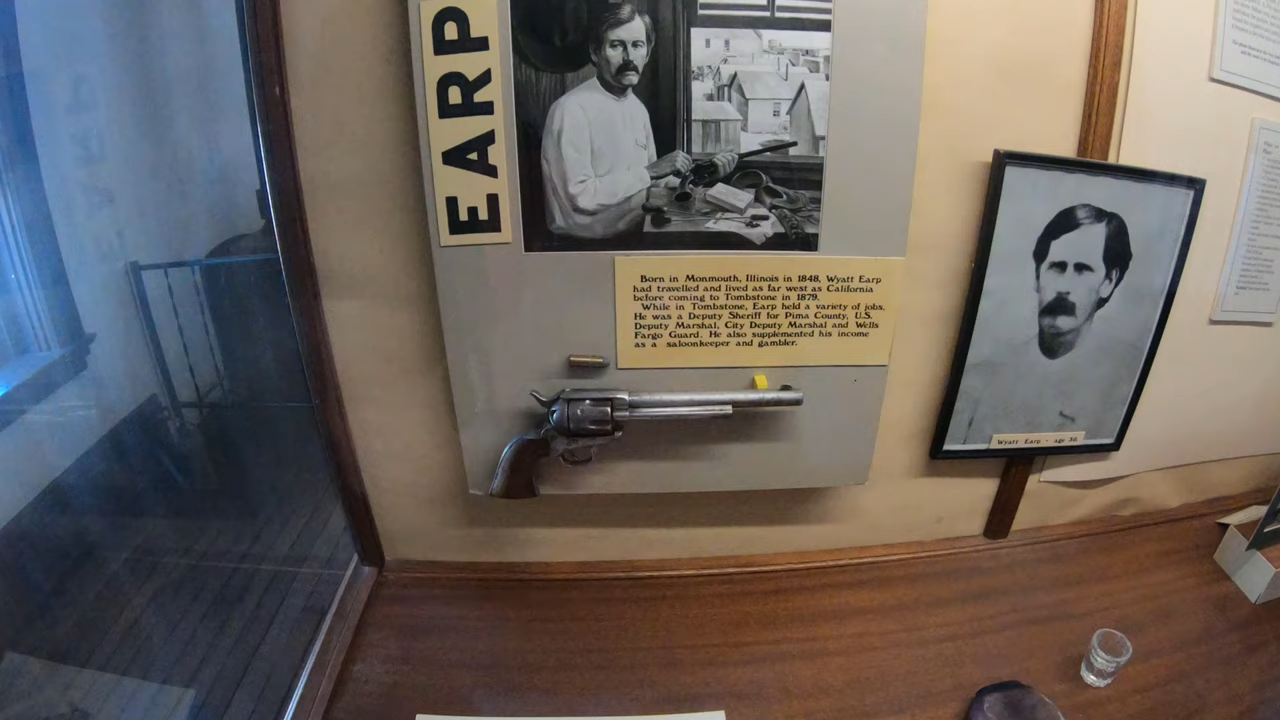 EARP
Born in Monmouth, Illinois in 1848, Wyatt Earp
had travelled and lived as far west as California
before coming to Tombstone in 1879.
While in Tombstone, Earp held a variety of jobs.
He was a Deputy Sheriff for Pima County, U.S.
Deputy Marshal, City Deputy Marshal and Wells
Fargo Guard. He also supplemented his income
as a saloonkeeper and gambler.
Wyatt Earp - age